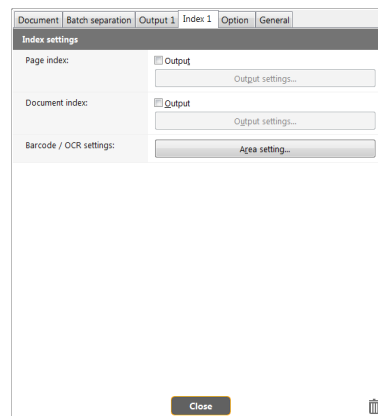 Document Batch separation Output 1 Index 1 Option General
Index settings
Page index: Output
Output settings...
Document index: Output
Output settings...
Barcode / OCR settings: Area setting...
Close